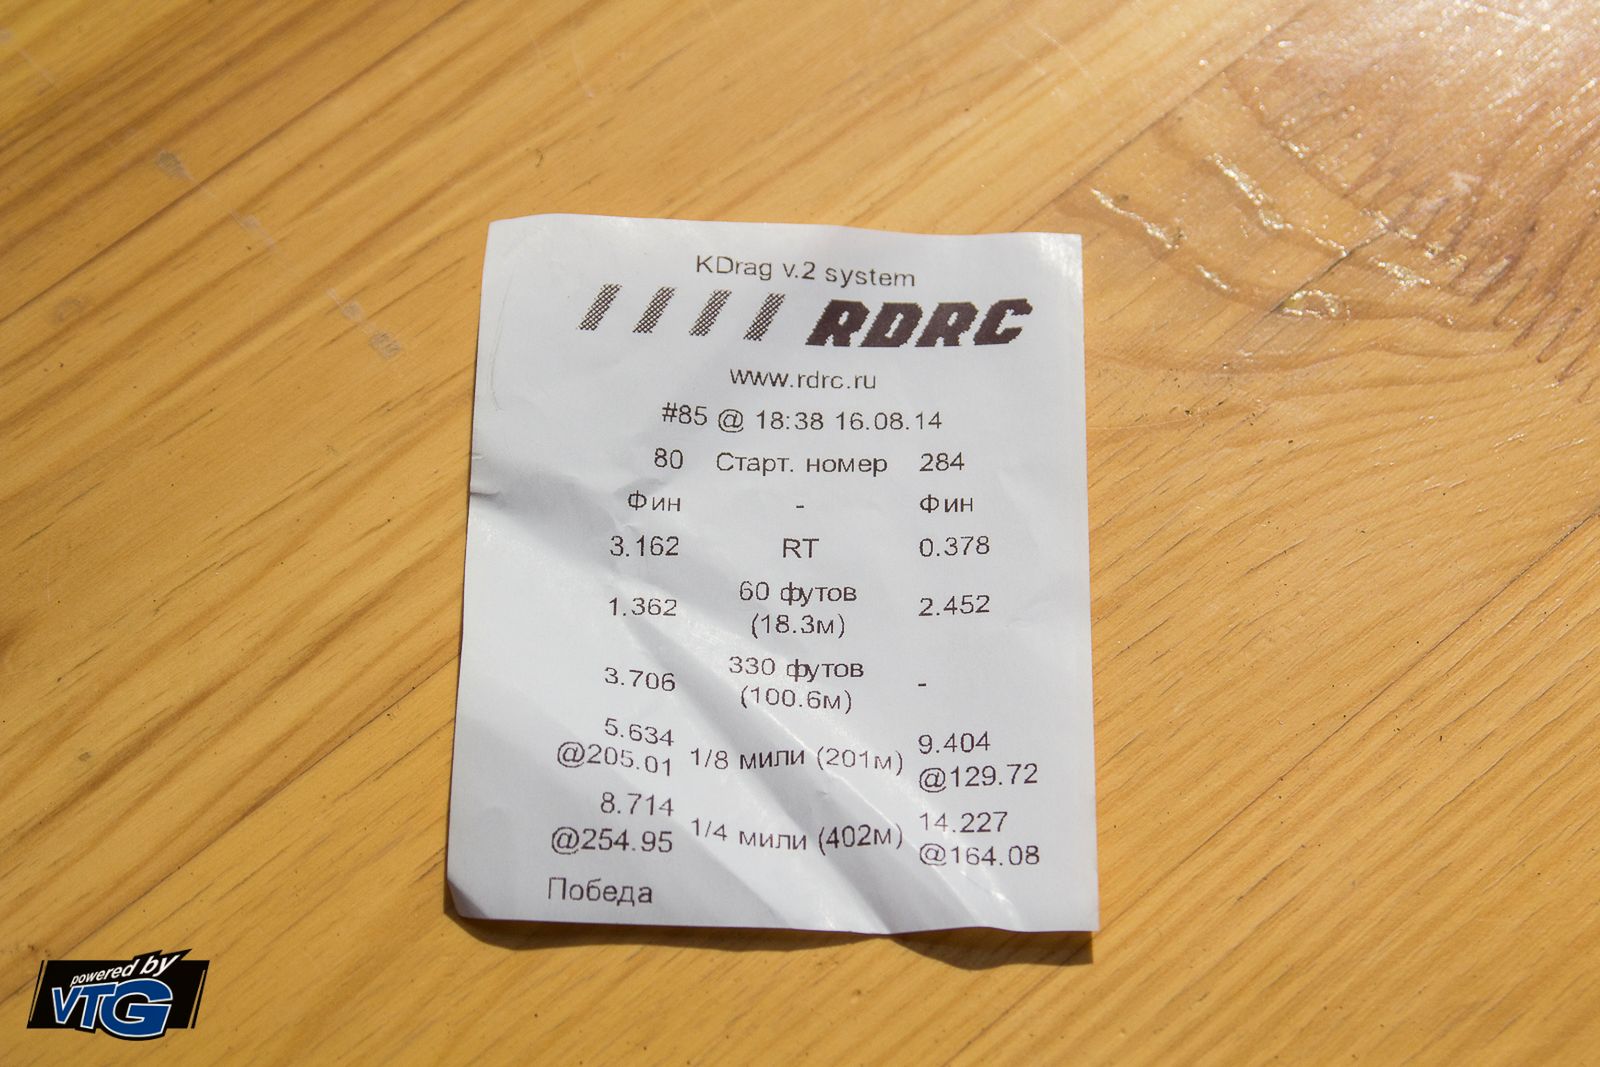 KDrag v.2 system
RDRC
www.rdrc.ru
#85 @ 18:38 16.08.14
80 Старт. номер 284
Фин - Фин
3.162 RT 0.378
1.362 60 футов (18.3м) 2.452
3.706 330 футов (100.6м) -
5.634 @205.01 1/8 мили (201м) 9.404 @129.72
8.714 @254.95 1/4 мили (402м) 14.227 @164.08
Победа
powered by
VTG